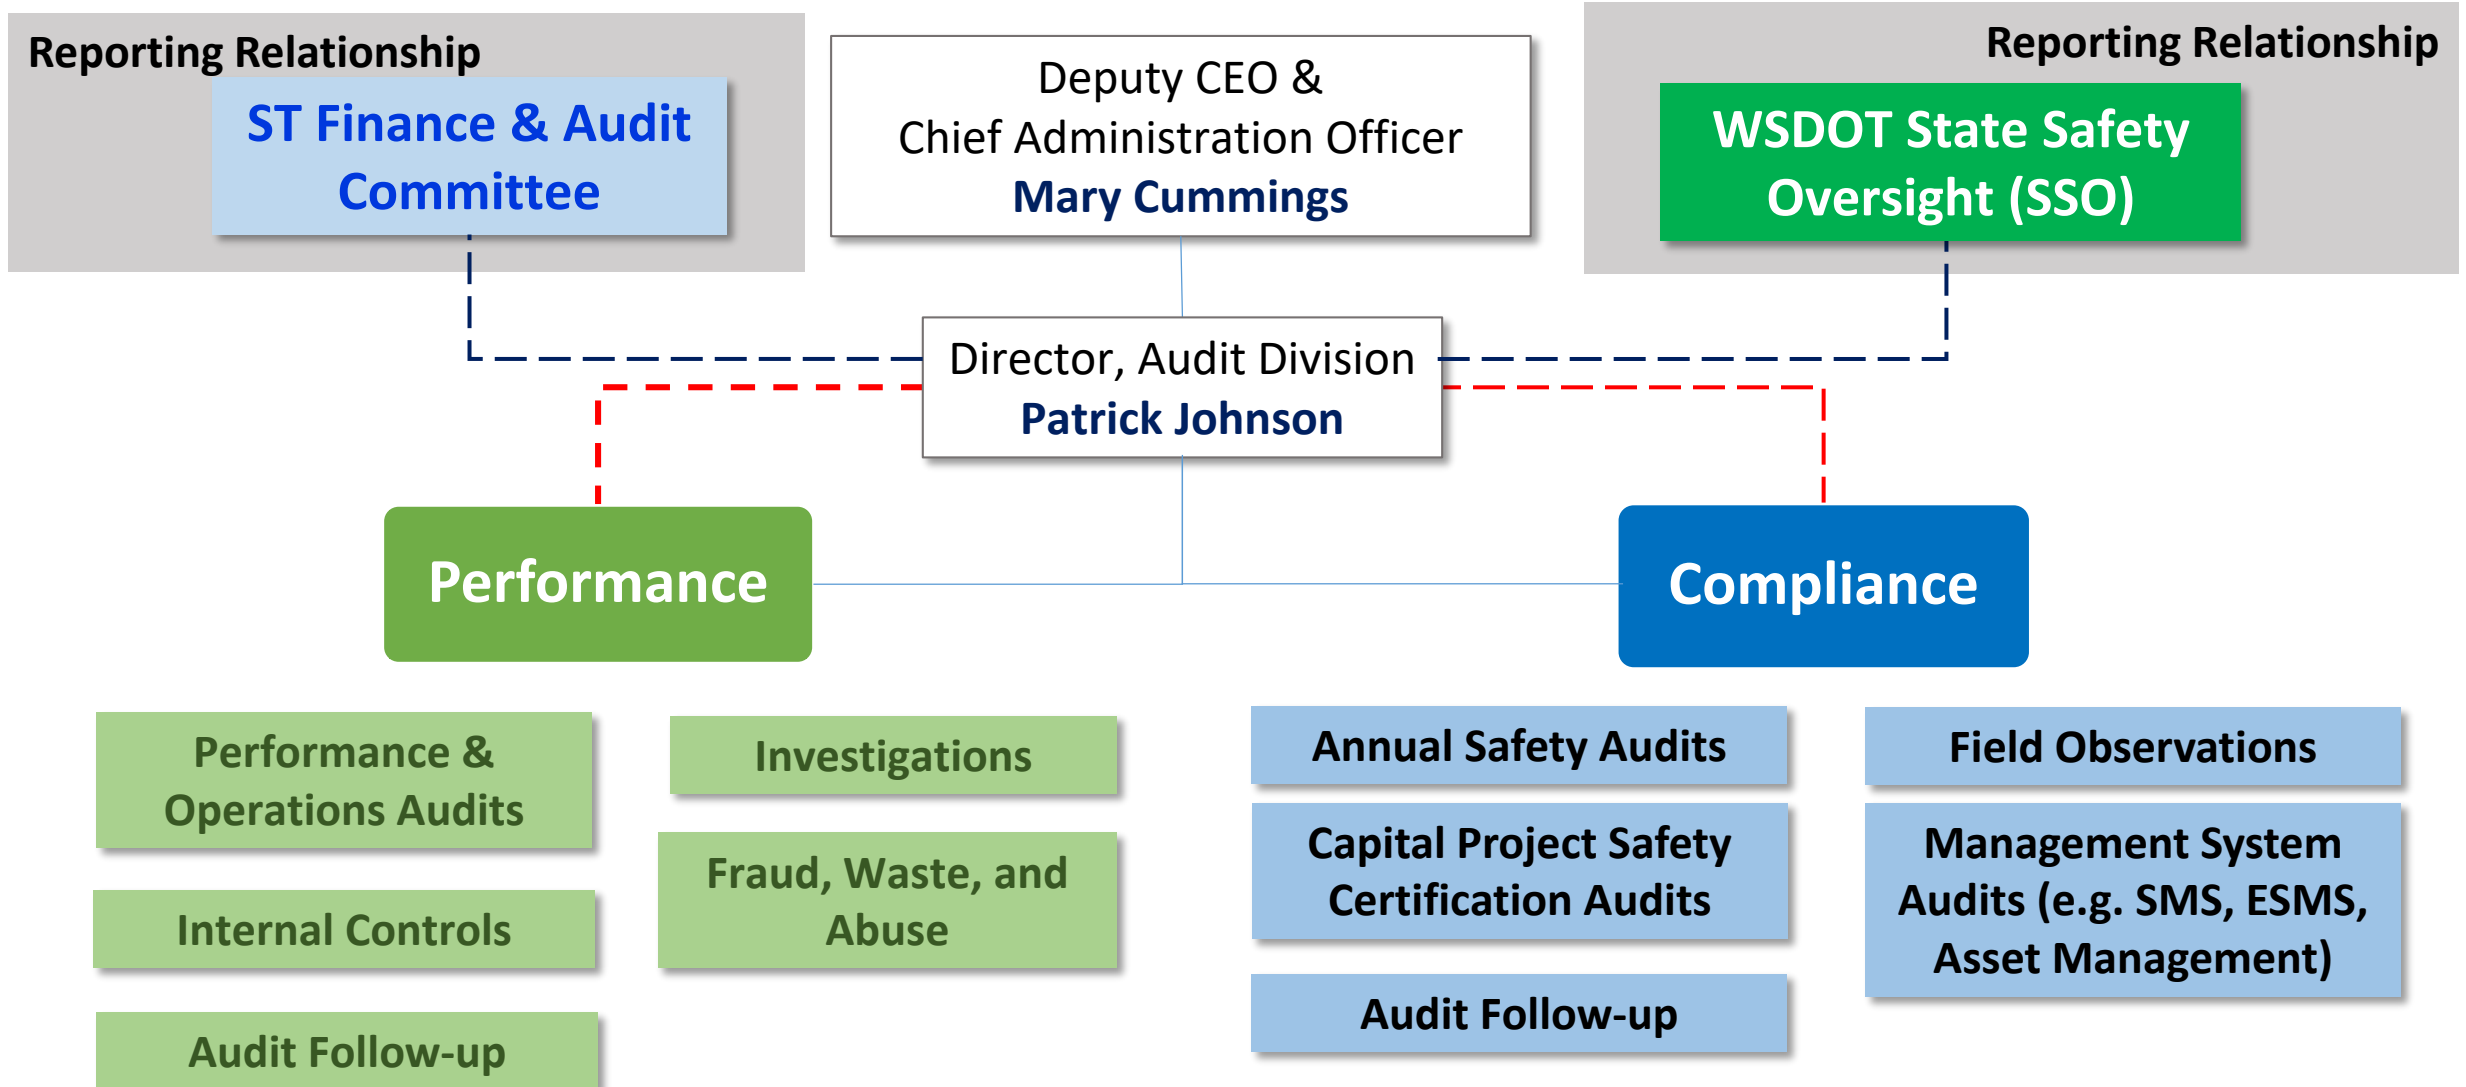 Reporting Relationship
ST Finance & Audit
Committee
Deputy CEO &
Chief Administration Officer
Mary Cummings
Reporting Relationship
WSDOT State Safety
Oversight (SSO)
Director, Audit Division
Patrick Johnson
Performance
Compliance
Performance &
Operations Audits
Internal Controls
Audit Follow-up
Investigations
Fraud, Waste, and
Abuse
Annual Safety Audits
Capital Project Safety
Certification Audits
Audit Follow-up
Field Observations
Management System
Audits (e.g. SMS, ESMS,
Asset Management)